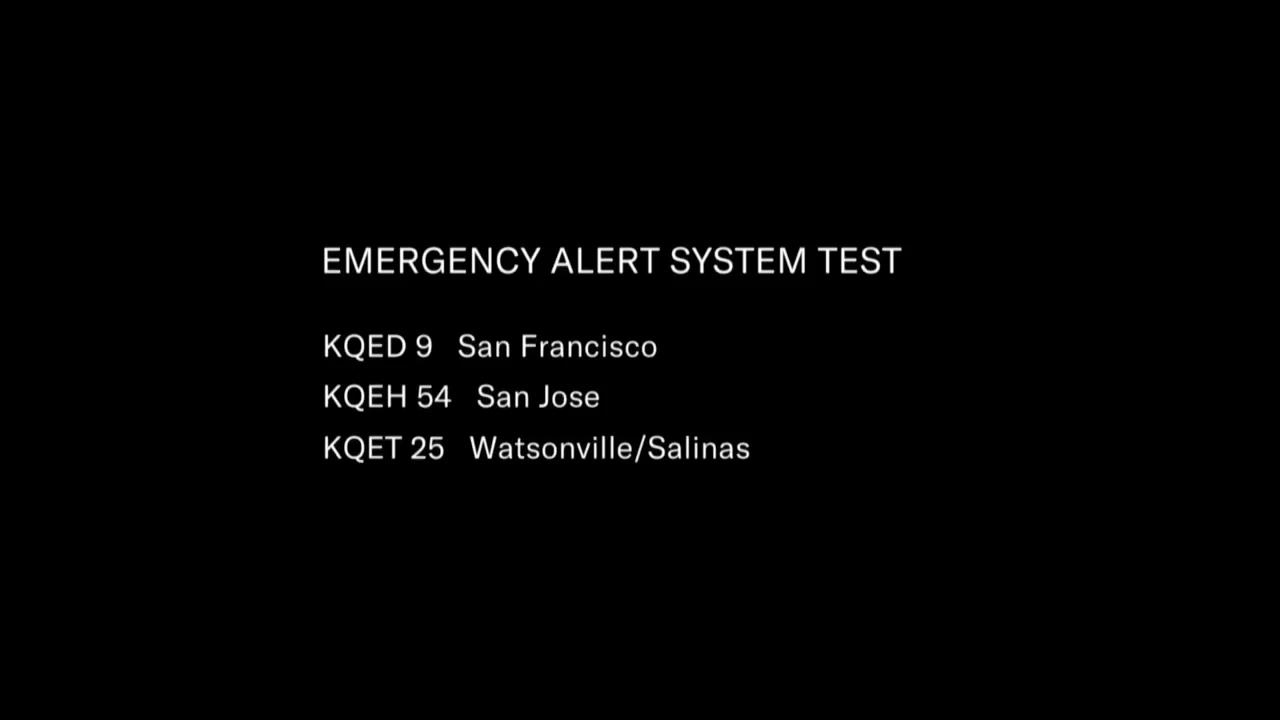 EMERGENCY ALERT SYSTEM TEST
KQED 9 San Francisco
KQEH 54 San Jose
KQET 25 Watsonville/Salinas